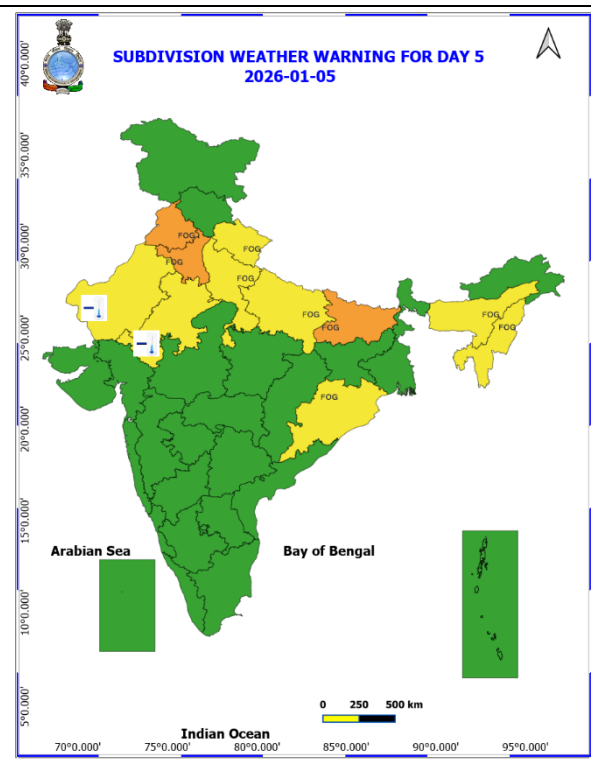 SUBDIVISION WEATHER WARNING FOR DAY 5
2026-01-05
40°0.000'
35°0.000'
30°0.000'
25°0.000'
20°0.000'
15°0.000'
10°0.000'
5°0.000'
FOG
FOG
FOG
FOG
FOG
FOG
FOG
FOG
FOG
Arabian Sea
Bay of Bengal
0 250 500 km
Indian Ocean
70°0.000' 75°0.000' 80°0.000' 85°0.000' 90°0.000' 95°0.000'